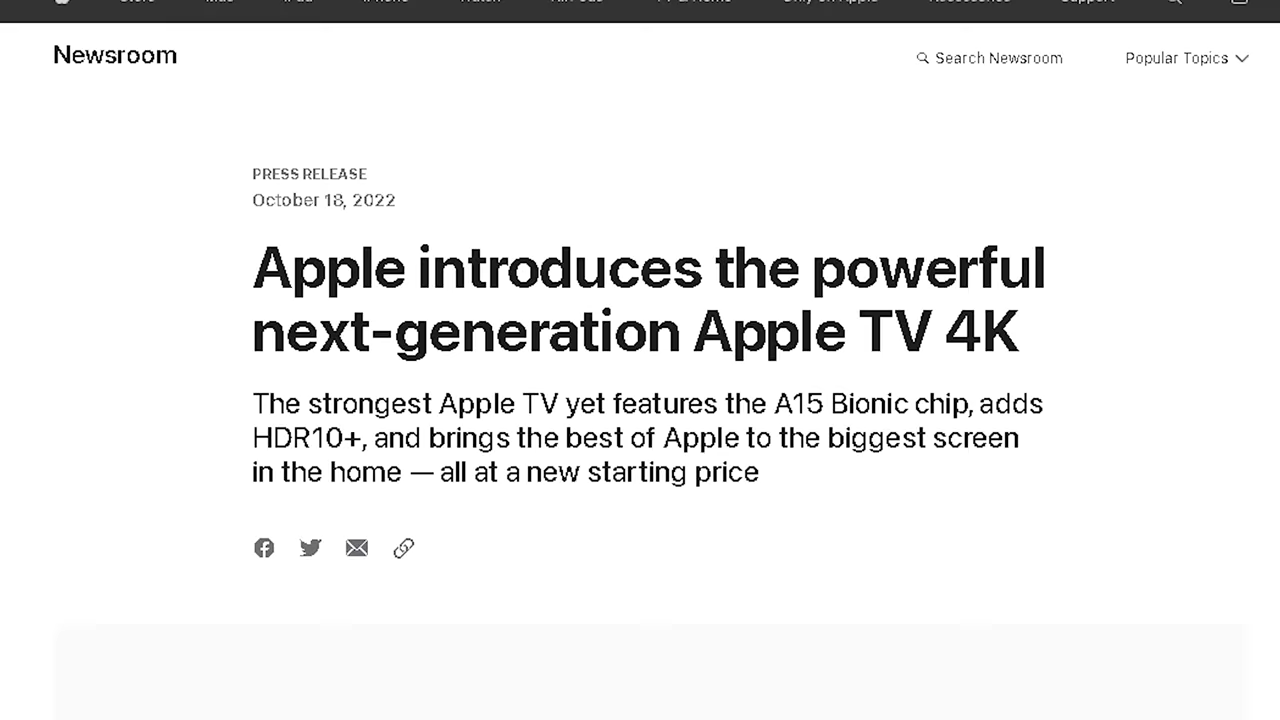 Newsroom
Search Newsroom
Popular Topics
PRESS RELEASE
October 18, 2022
Apple introduces the powerful
next-generation Apple TV 4K
The strongest Apple TV yet features the A15 Bionic chip, adds
HDR10+, and brings the best of Apple to the biggest screen
in the home — all at a new starting price